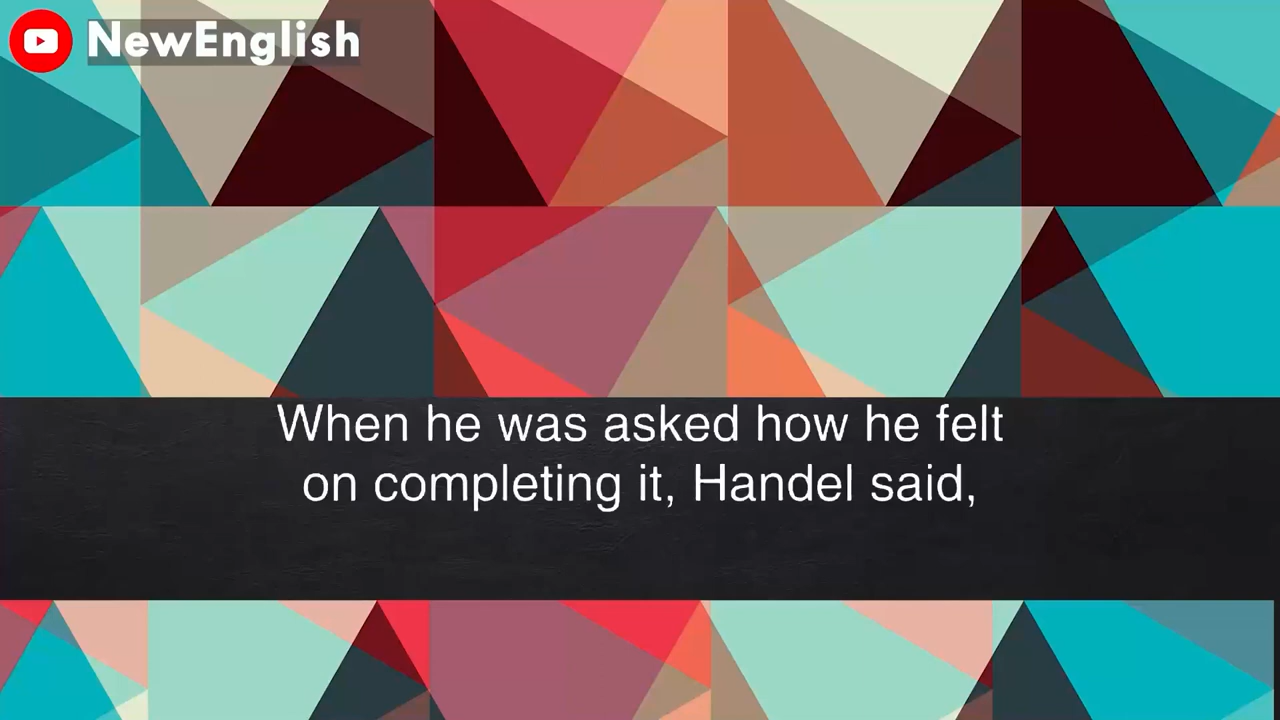 NewEnglish
When he was asked how he felt
on completing it, Handel said,